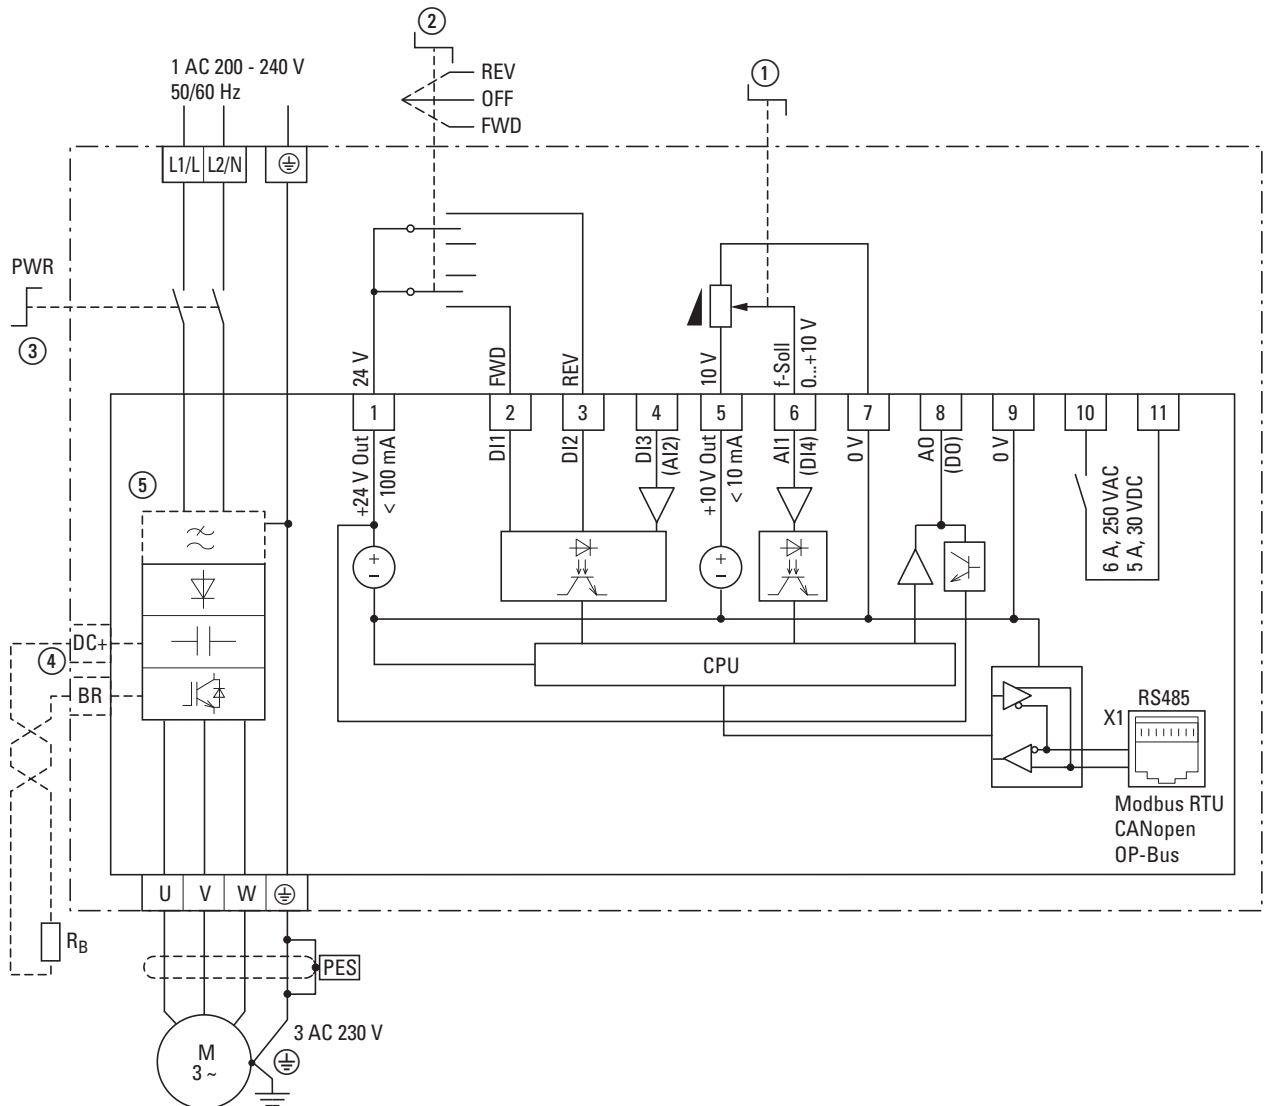 ②
①
1 AC 200 - 240 V
50/60 Hz
REV
OFF
FWD
L1/L L2/N
PWR
③
24 V
FWD
REV
10 V
f-Soll
0...+10 V
1 2 3 4 5 6 7 8 9 10 11
+24 V Out
< 100 mA
DI1
DI2
DI3
(AI2)
+10 V Out
< 10 mA
AI1
(DI4)
0 V
AO
(DO)
0 V
6 A, 250 VAC
5 A, 30 VDC
⑤
+
-
+
-
DC+
④
BR
CPU
X1
RS485
Modbus RTU
CANopen
OP-Bus
U V W
RB
PES
3 AC 230 V
M
3 ~